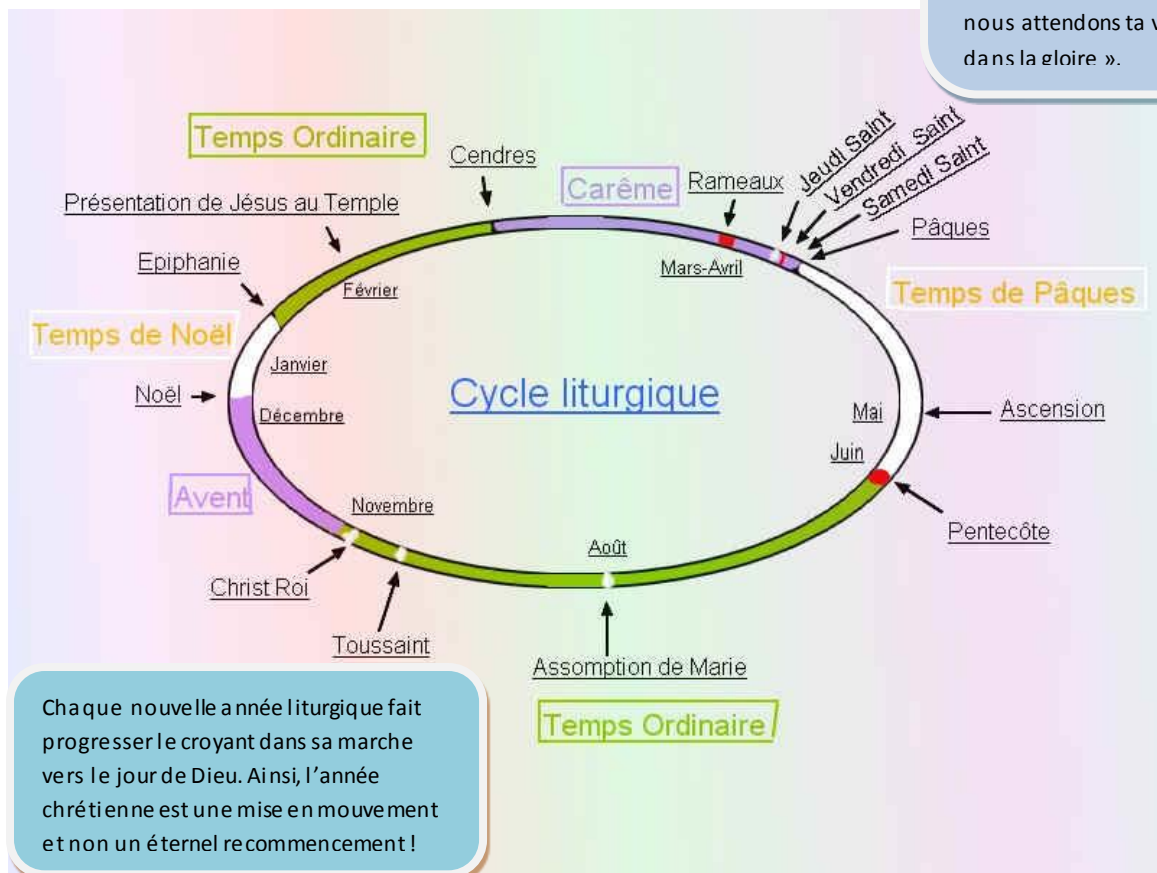 nous attendons ta v
dans la gloire ».
Temps Ordinaire
Cendres
Carême
Rameaux
Jeudi Saint
Vendredi Saint
Samedi Saint
Pâques
Présentation de Jésus au Temple
Epiphanie
Février
Mars-Avril
Temps de Pâques
Temps de Noël
Janvier
Noël
Décembre
Cycle liturgique
Mai
Ascension
Juin
Avent
Novembre
Pentecôte
Août
Christ Roi
Toussaint
Assomption de Marie
Temps Ordinaire
Chaque nouvelle année liturgique fait
progresser le croyant dans sa marche
vers le jour de Dieu. Ainsi, l’année
chrétienne est une mise en mouvement
et non un éternel recommencement !